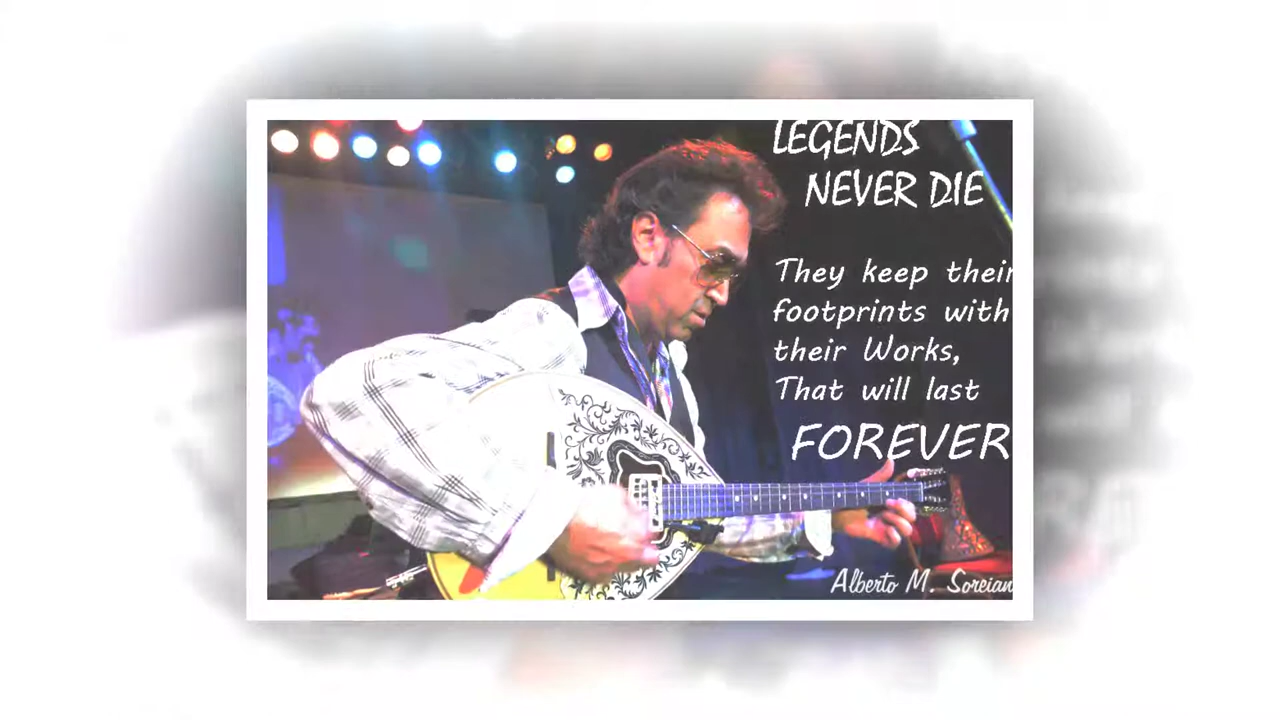 LEGENDS
NEVER DIE
They keep their
footprints with
their Works,
That will last
FOREVER
Alberto M. Soreian